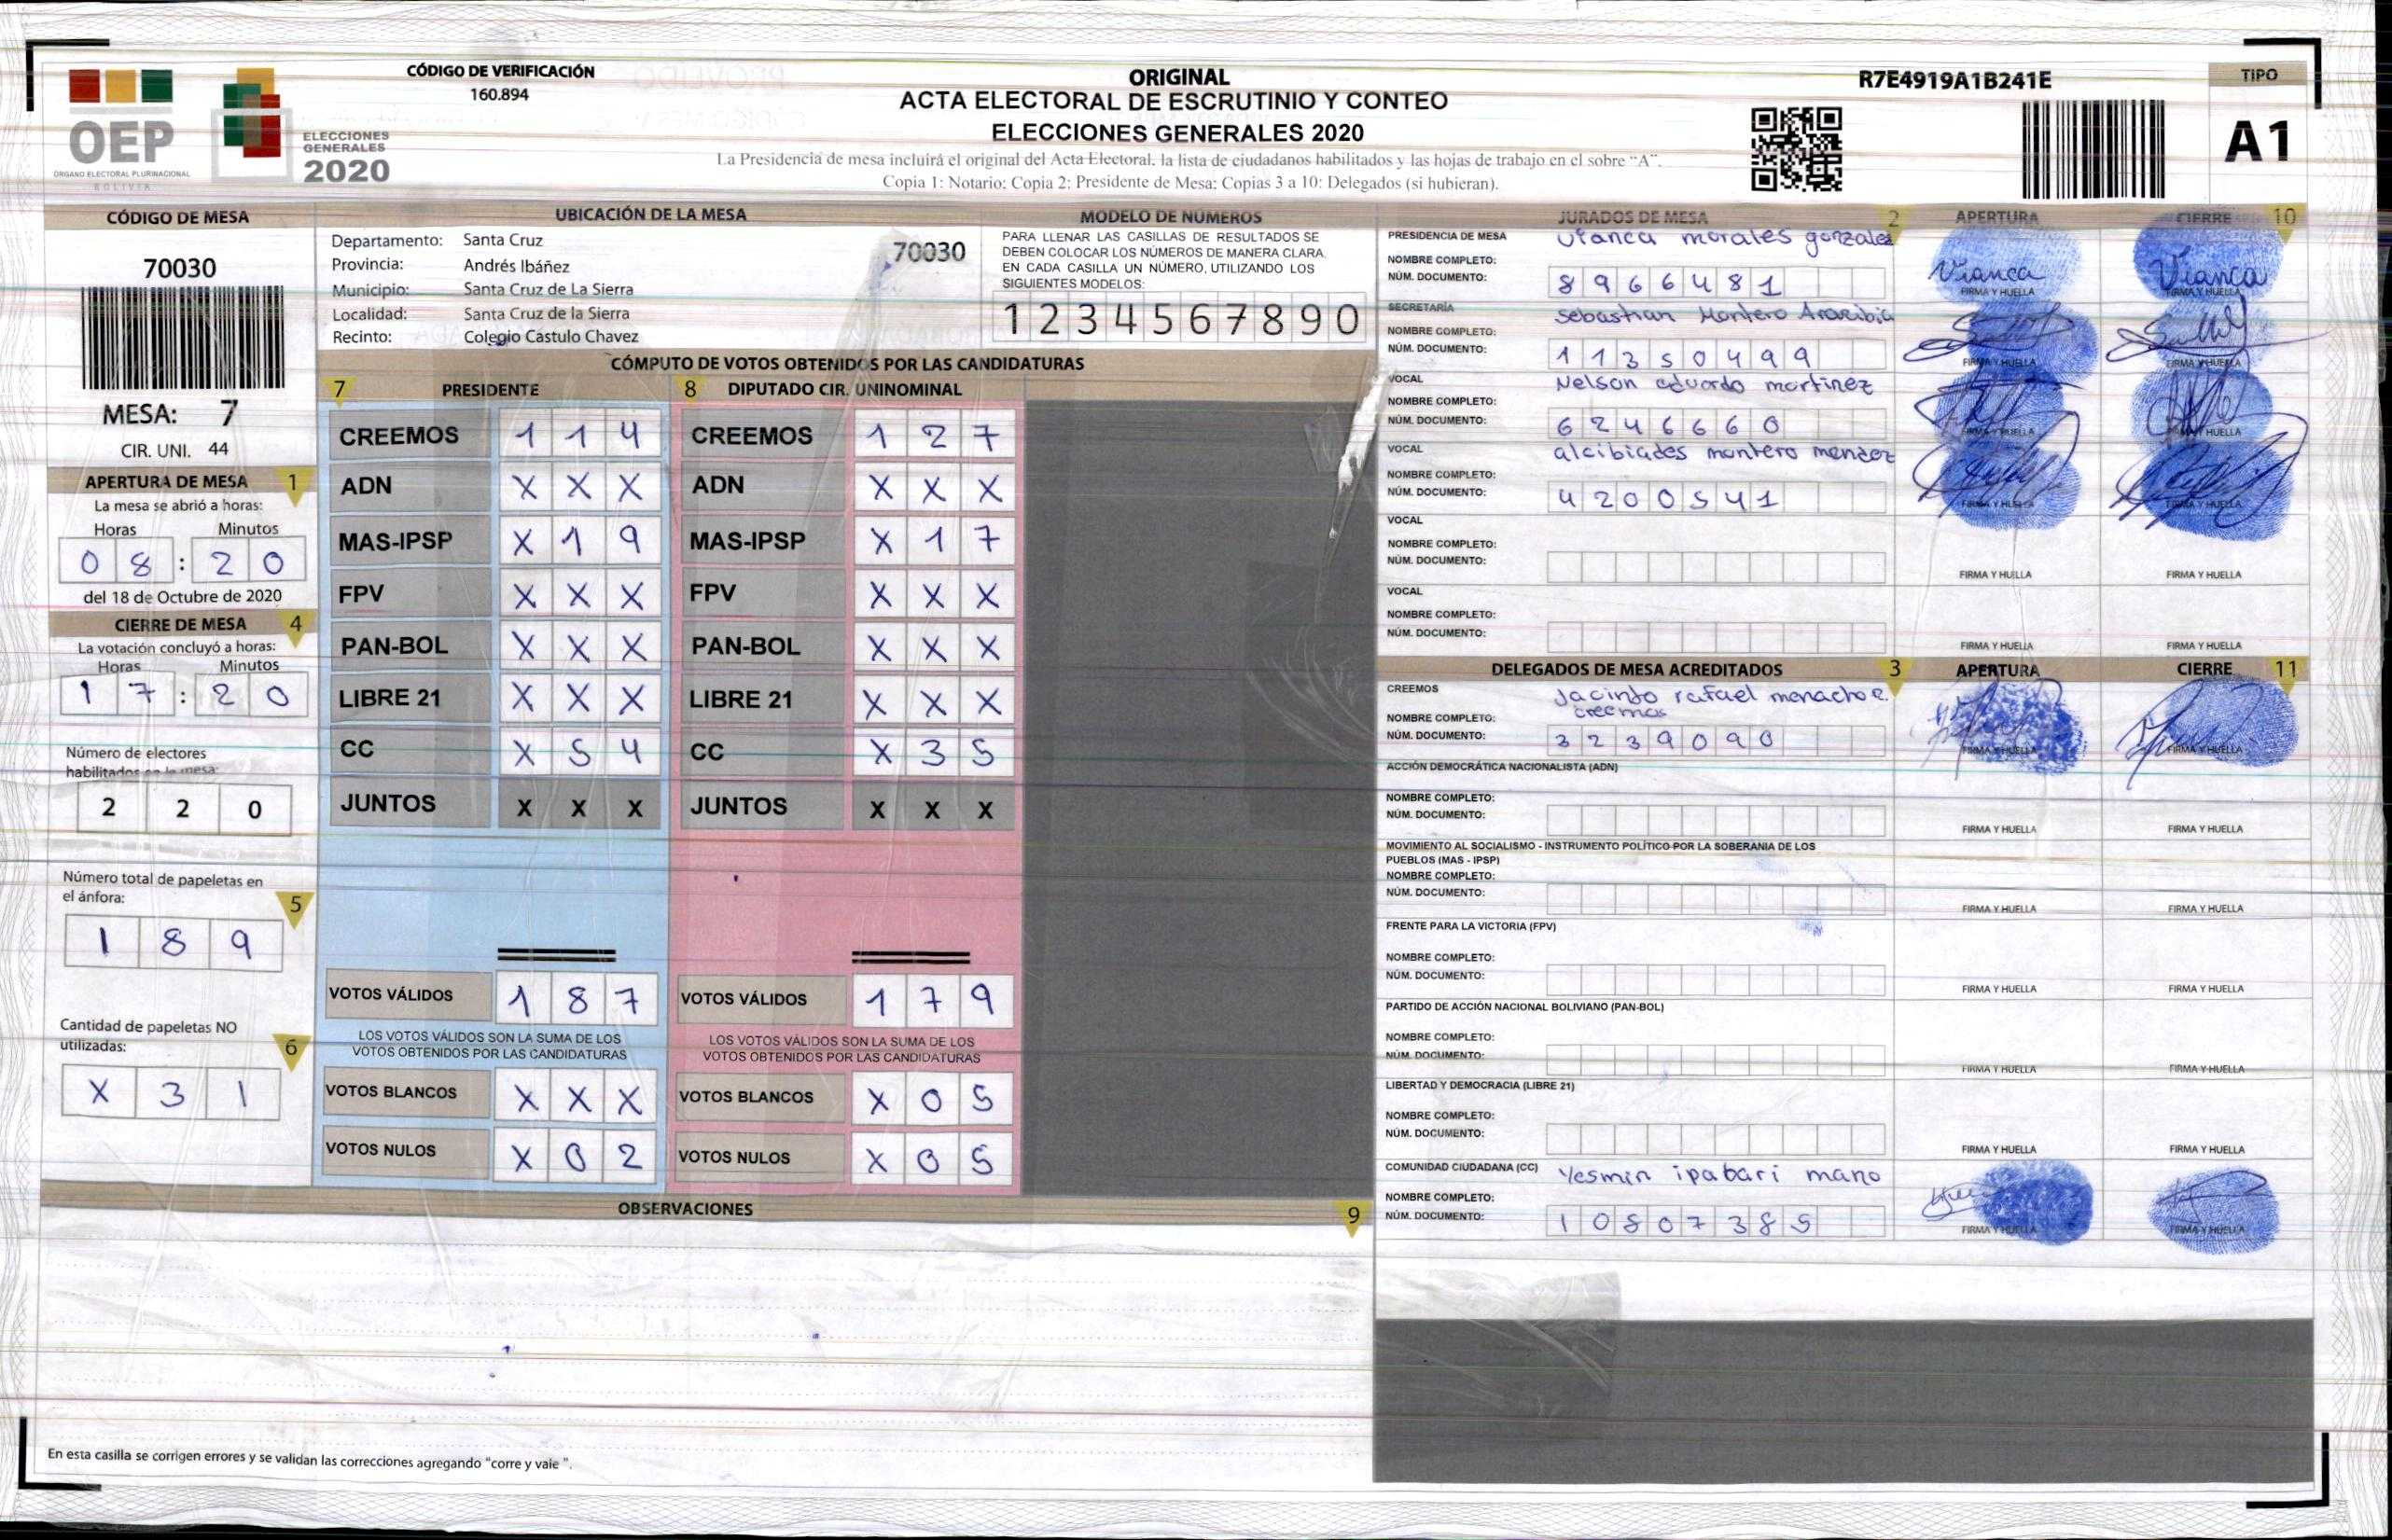 OEP
ÓRGANO ELECTORAL PLURINACIONAL
BOLIVIA
ELECCIONES
GENERALES
2020
CÓDIGO DE VERIFICACIÓN
160.894
ORIGINAL
ACTA ELECTORAL DE ESCRUTINIO Y CONTEO
ELECCIONES GENERALES 2020
La Presidencia de mesa incluirá el original del Acta Electoral, la lista de ciudadanos habilitados y las hojas de trabajo en el sobre "A".
Copia 1: Notario; Copia 2: Presidente de Mesa; Copias 3 a 10: Delegados (si hubieran).
R7E4919A1B241E
TIPO
A1
CÓDIGO DE MESA
70030
MESA: 7
CIR. UNI. 44
APERTURA DE MESA 1
La mesa se abrió a horas:
Horas Minutos
0 8 : 2 0
del 18 de Octubre de 2020
CIERRE DE MESA 4
La votación concluyó a horas:
Horas Minutos
1 7 : 2 0
Número de electores
habilitados en la mesa:
2 2 0
Número total de papeletas en
el ánfora:
5
1 8 9
Cantidad de papeletas NO
utilizadas:
6
X 3 1
UBICACIÓN DE LA MESA
Departamento: Santa Cruz
70030
Provincia: Andrés Ibáñez
Municipio: Santa Cruz de La Sierra
Localidad: Santa Cruz de la Sierra
Recinto: Colegio Castulo Chavez
MODELO DE NÚMEROS
PARA LLENAR LAS CASILLAS DE RESULTADOS SE
DEBEN COLOCAR LOS NÚMEROS DE MANERA CLARA.
EN CADA CASILLA UN NÚMERO, UTILIZANDO LOS
SIGUIENTES MODELOS:
1 2 3 4 5 6 7 8 9 0
CÓMPUTO DE VOTOS OBTENIDOS POR LAS CANDIDATURAS
7 PRESIDENTE
CREEMOS 1 1 4
ADN X X X
MAS-IPSP X 1 9
FPV X X X
PAN-BOL X X X
LIBRE 21 X X X
CC X 5 4
JUNTOS X X X
VOTOS VÁLIDOS 1 8 7
LOS VOTOS VÁLIDOS SON LA SUMA DE LOS
VOTOS OBTENIDOS POR LAS CANDIDATURAS
VOTOS BLANCOS X X X
VOTOS NULOS X 0 2
8 DIPUTADO CIR. UNINOMINAL
CREEMOS 1 2 7
ADN X X X
MAS-IPSP X 1 7
FPV X X X
PAN-BOL X X X
LIBRE 21 X X X
CC X 3 5
JUNTOS X X X
VOTOS VÁLIDOS 1 7 9
LOS VOTOS VÁLIDOS SON LA SUMA DE LOS
VOTOS OBTENIDOS POR LAS CANDIDATURAS
VOTOS BLANCOS X 0 5
VOTOS NULOS X 0 5
OBSERVACIONES 9
En esta casilla se corrigen errores y se validan las correcciones agregando "corre y vale ".
JURADOS DE MESA 2 APERTURA CIERRE 10
PRESIDENCIA DE MESA Vianca morales gonzalez
NOMBRE COMPLETO:
NÚM. DOCUMENTO: 8 9 6 6 4 8 1
Vianca Vianca
FIRMA Y HUELLA FIRMA Y HUELLA
SECRETARÍA Sebastian Montero Araribia
NOMBRE COMPLETO:
NÚM. DOCUMENTO: 1 1 3 5 0 4 9 9
FIRMA Y HUELLA FIRMA Y HUELLA
VOCAL Nelson eduardo martinez
NOMBRE COMPLETO:
NÚM. DOCUMENTO: 6 2 4 6 6 6 0
FIRMA Y HUELLA FIRMA Y HUELLA
VOCAL alcibiades montero mendez
NOMBRE COMPLETO:
NÚM. DOCUMENTO: 4 2 0 0 5 4 1
FIRMA Y HUELLA FIRMA Y HUELLA
VOCAL
NOMBRE COMPLETO:
NÚM. DOCUMENTO:
FIRMA Y HUELLA FIRMA Y HUELLA
VOCAL
NOMBRE COMPLETO:
NÚM. DOCUMENTO:
FIRMA Y HUELLA FIRMA Y HUELLA
DELEGADOS DE MESA ACREDITADOS 3 APERTURA CIERRE 11
CREEMOS Jacinto rafael menacho e.
creemos
NOMBRE COMPLETO:
NÚM. DOCUMENTO: 3 2 3 9 0 9 0
FIRMA Y HUELLA FIRMA Y HUELLA
ACCIÓN DEMOCRÁTICA NACIONALISTA (ADN)
NOMBRE COMPLETO:
NÚM. DOCUMENTO:
FIRMA Y HUELLA FIRMA Y HUELLA
MOVIMIENTO AL SOCIALISMO - INSTRUMENTO POLÍTICO POR LA SOBERANIA DE LOS
PUEBLOS (MAS - IPSP)
NOMBRE COMPLETO:
NÚM. DOCUMENTO:
FIRMA Y HUELLA FIRMA Y HUELLA
FRENTE PARA LA VICTORIA (FPV)
NOMBRE COMPLETO:
NÚM. DOCUMENTO:
FIRMA Y HUELLA FIRMA Y HUELLA
PARTIDO DE ACCIÓN NACIONAL BOLIVIANO (PAN-BOL)
NOMBRE COMPLETO:
NÚM. DOCUMENTO:
FIRMA Y HUELLA FIRMA Y HUELLA
LIBERTAD Y DEMOCRACIA (LIBRE 21)
NOMBRE COMPLETO:
NÚM. DOCUMENTO:
FIRMA Y HUELLA FIRMA Y HUELLA
COMUNIDAD CIUDADANA (CC) Yesmin ipabari mano
NOMBRE COMPLETO:
NÚM. DOCUMENTO: 1 0 8 0 7 3 8 5
FIRMA Y HUELLA FIRMA Y HUELLA